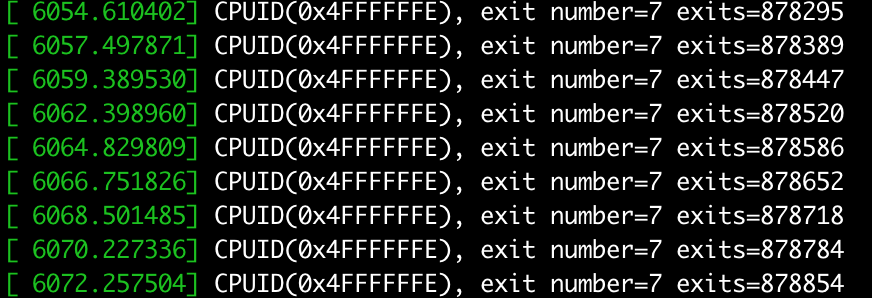 [ 6054.610402] CPUID(0x4FFFFFFE), exit number=7 exits=878295
[ 6057.497871] CPUID(0x4FFFFFFE), exit number=7 exits=878389
[ 6059.389530] CPUID(0x4FFFFFFE), exit number=7 exits=878447
[ 6062.398960] CPUID(0x4FFFFFFE), exit number=7 exits=878520
[ 6064.829809] CPUID(0x4FFFFFFE), exit number=7 exits=878586
[ 6066.751826] CPUID(0x4FFFFFFE), exit number=7 exits=878652
[ 6068.501485] CPUID(0x4FFFFFFE), exit number=7 exits=878718
[ 6070.227336] CPUID(0x4FFFFFFE), exit number=7 exits=878784
[ 6072.257504] CPUID(0x4FFFFFFE), exit number=7 exits=878854